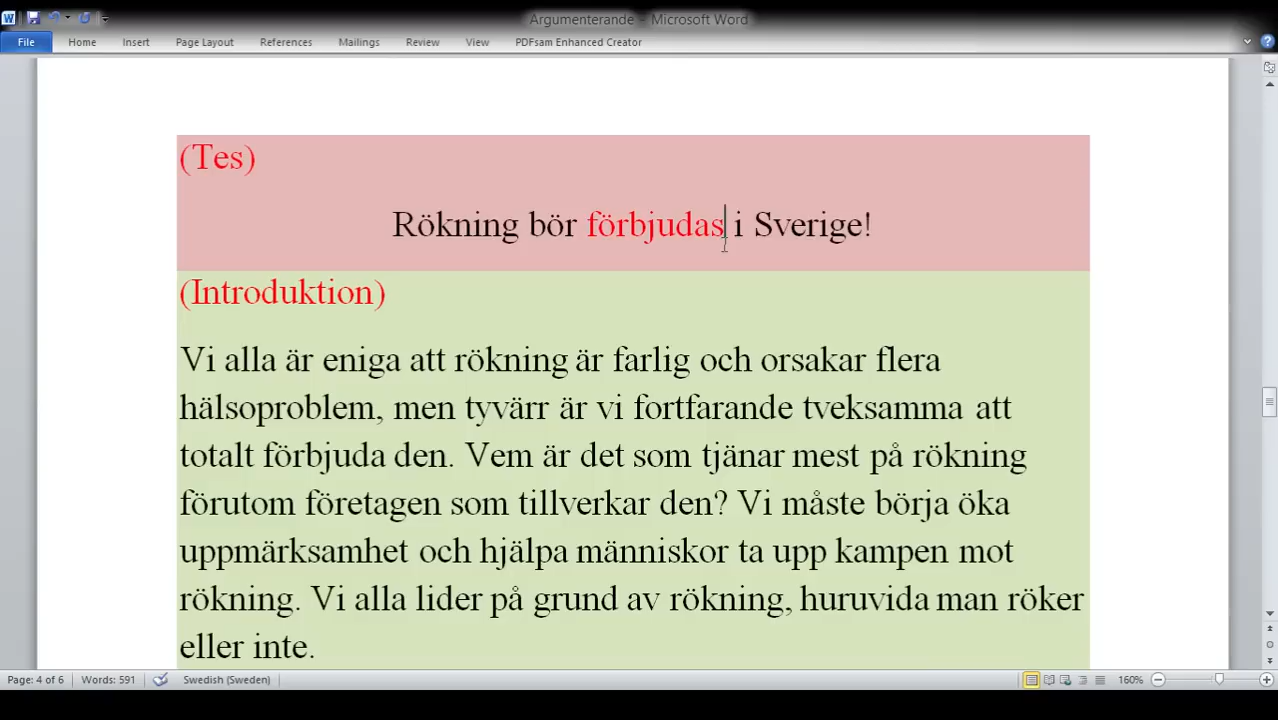 Argumenterande - Microsoft Word
File Home Insert Page Layout References Mailings Review View PDFsam Enhanced Creator
(Tes)
Rökning bör förbjudas i Sverige!
(Introduktion)
Vi alla är eniga att rökning är farlig och orsakar flera
hälsoproblem, men tyvärr är vi fortfarande tveksamma att
totalt förbjuda den. Vem är det som tjänar mest på rökning
förutom företagen som tillverkar den? Vi måste börja öka
uppmärksamhet och hjälpa människor ta upp kampen mot
rökning. Vi alla lider på grund av rökning, huruvida man röker
eller inte.
Page: 4 of 6 Words: 591 Swedish (Sweden) 160%